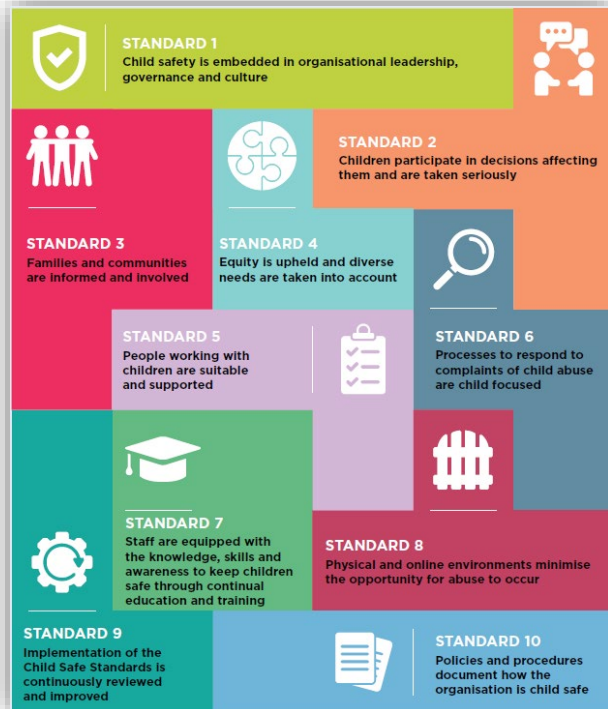 STANDARD 1
Child safety is embedded in organisational leadership,
governance and culture
STANDARD 2
Children participate in decisions affecting
them and are taken seriously
STANDARD 3
Families and communities
are informed and involved
STANDARD 4
Equity is upheld and diverse
needs are taken into account
STANDARD 5
People working with
children are suitable
and supported
STANDARD 6
Processes to respond to
complaints of child abuse
are child focused
STANDARD 7
Staff are equipped with
the knowledge, skills and
awareness to keep children
safe through continual
education and training
STANDARD 8
Physical and online environments minimise
the opportunity for abuse to occur
STANDARD 9
Implementation of the
Child Safe Standards is
continuously reviewed
and improved
STANDARD 10
Policies and procedures
document how the
organisation is child safe